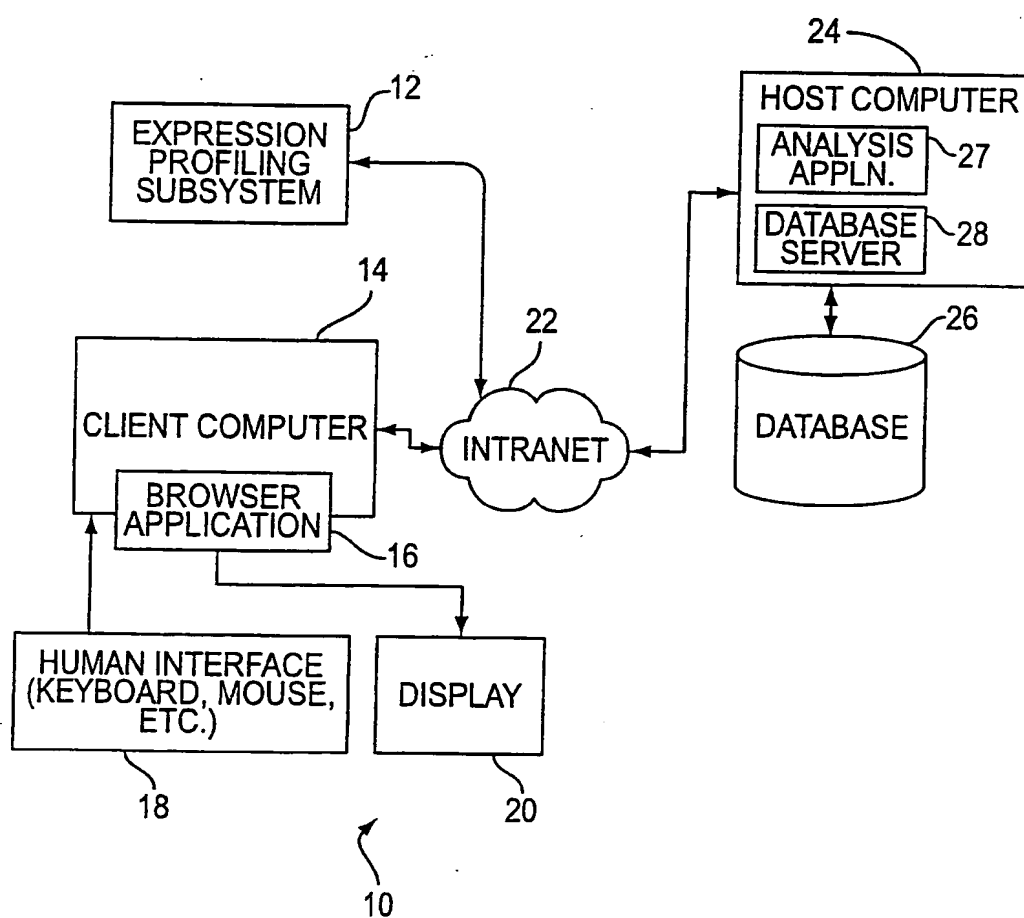 24
HOST COMPUTER
ANALYSIS
APPLN.
27
DATABASE
SERVER
28
12
EXPRESSION
PROFILING
SUBSYSTEM
14
CLIENT COMPUTER
BROWSER
APPLICATION
16
22
INTRANET
26
DATABASE
HUMAN INTERFACE
(KEYBOARD, MOUSE,
ETC.)
18
DISPLAY
20
10